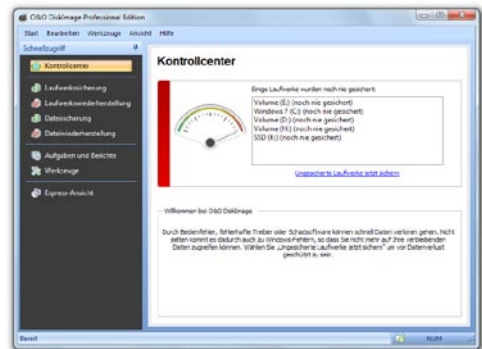 O&O DiskImage Professional Edition
Start Bearbeiten Werkzeuge Ansicht Hilfe
Schnellzugriff
Kontrollcenter
Laufwerkssicherung
Laufwerkswiederherstellung
Dateisicherung
Dateiwiederherstellung
Aufgaben und Berichte
Werkzeuge
Express-Ansicht
Kontrollcenter
Einige Laufwerke wurden noch nie gesichert:
Volume (E:) (noch nie gesichert)
Windows 7 (C:) (noch nie gesichert)
Volume (D:) (noch nie gesichert)
Volume (H:) (noch nie gesichert)
SSD (K:) (noch nie gesichert)
Ungesicherte Laufwerke jetzt sichern
Willkommen bei O&O DiskImage
Durch Bedienfehler, fehlerhafte Treiber oder Schadsoftware können schnell Daten verloren gehen. Nicht
selten kommt es dadurch auch zu Windows-Fehlern, so dass Sie nicht mehr auf Ihre verbleibenden
Daten zugreifen können. Wählen Sie „Ungesicherte Laufwerke jetzt sichern" um vor Datenverlust
geschützt zu sein.
Bereit
NUM